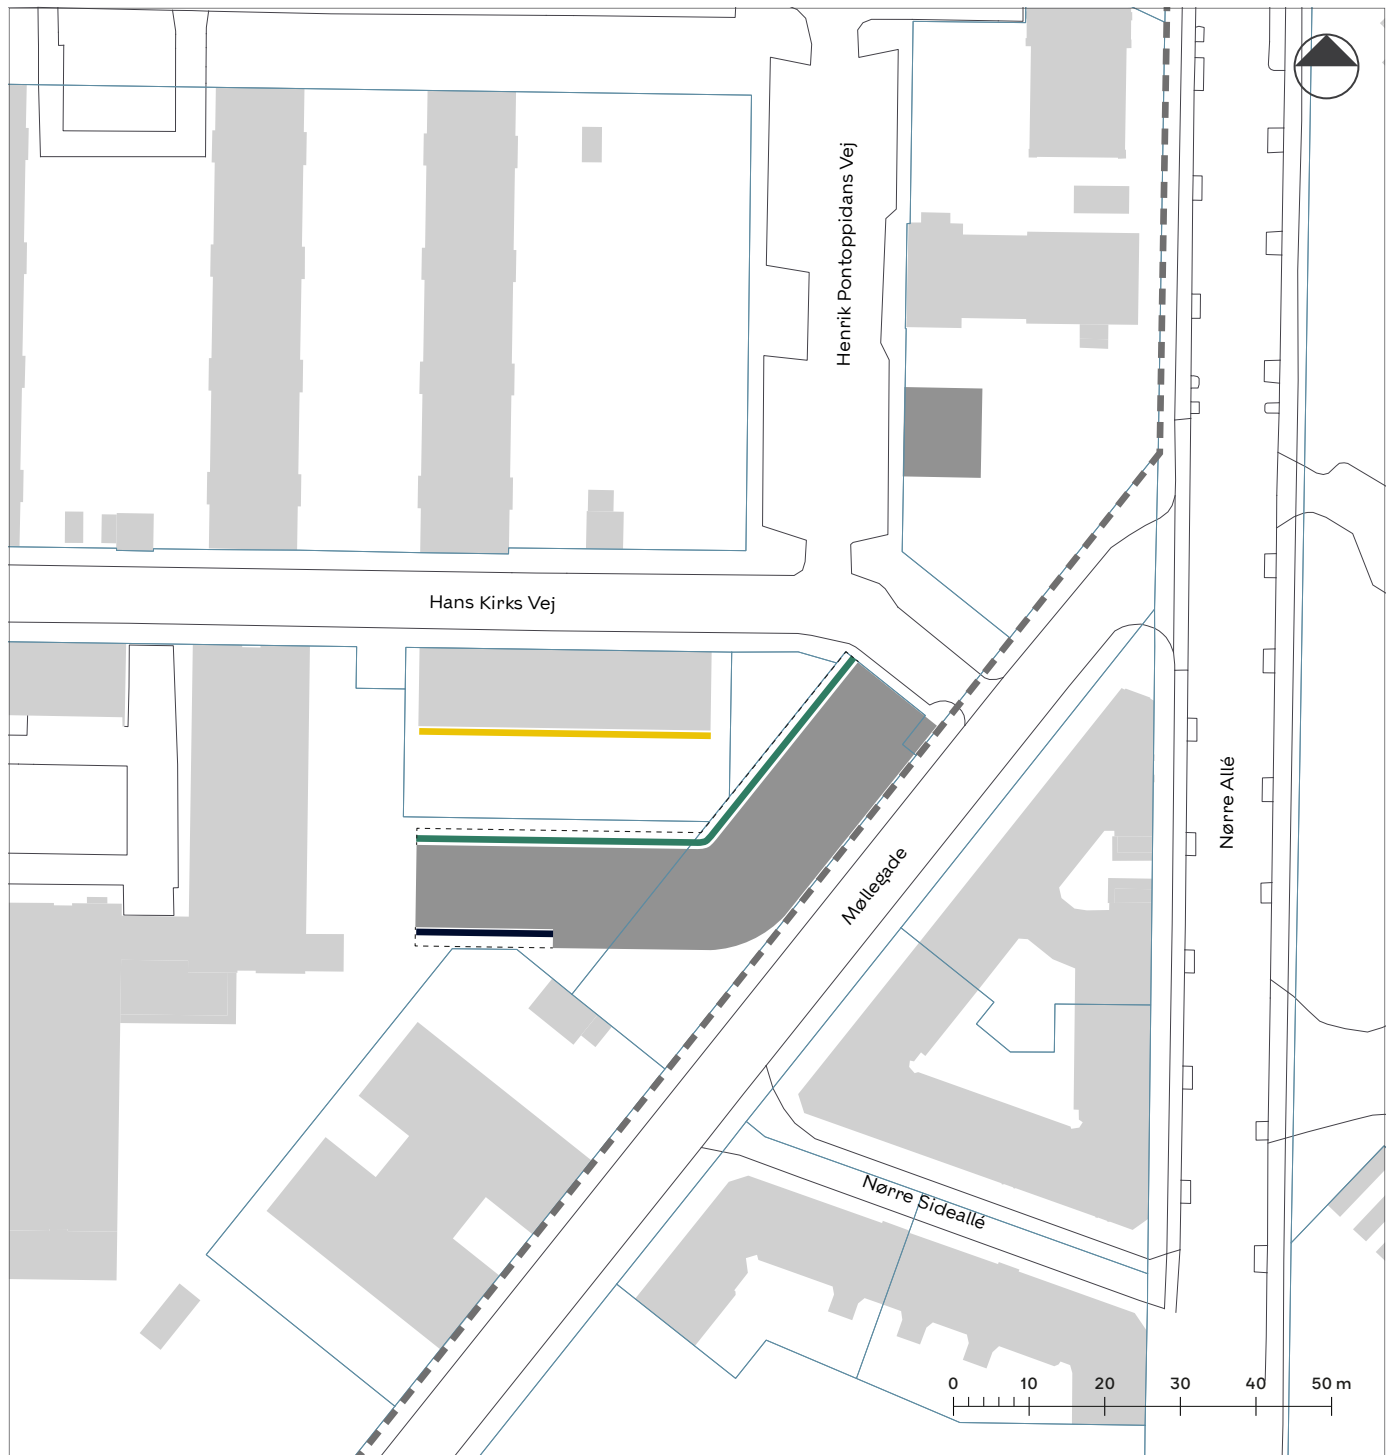 Henrik Pontoppidans Vej
Hans Kirks Vej
Nørre Allé
Møllegade
Nørre Sideallé
0 10 20 30 40 50 m